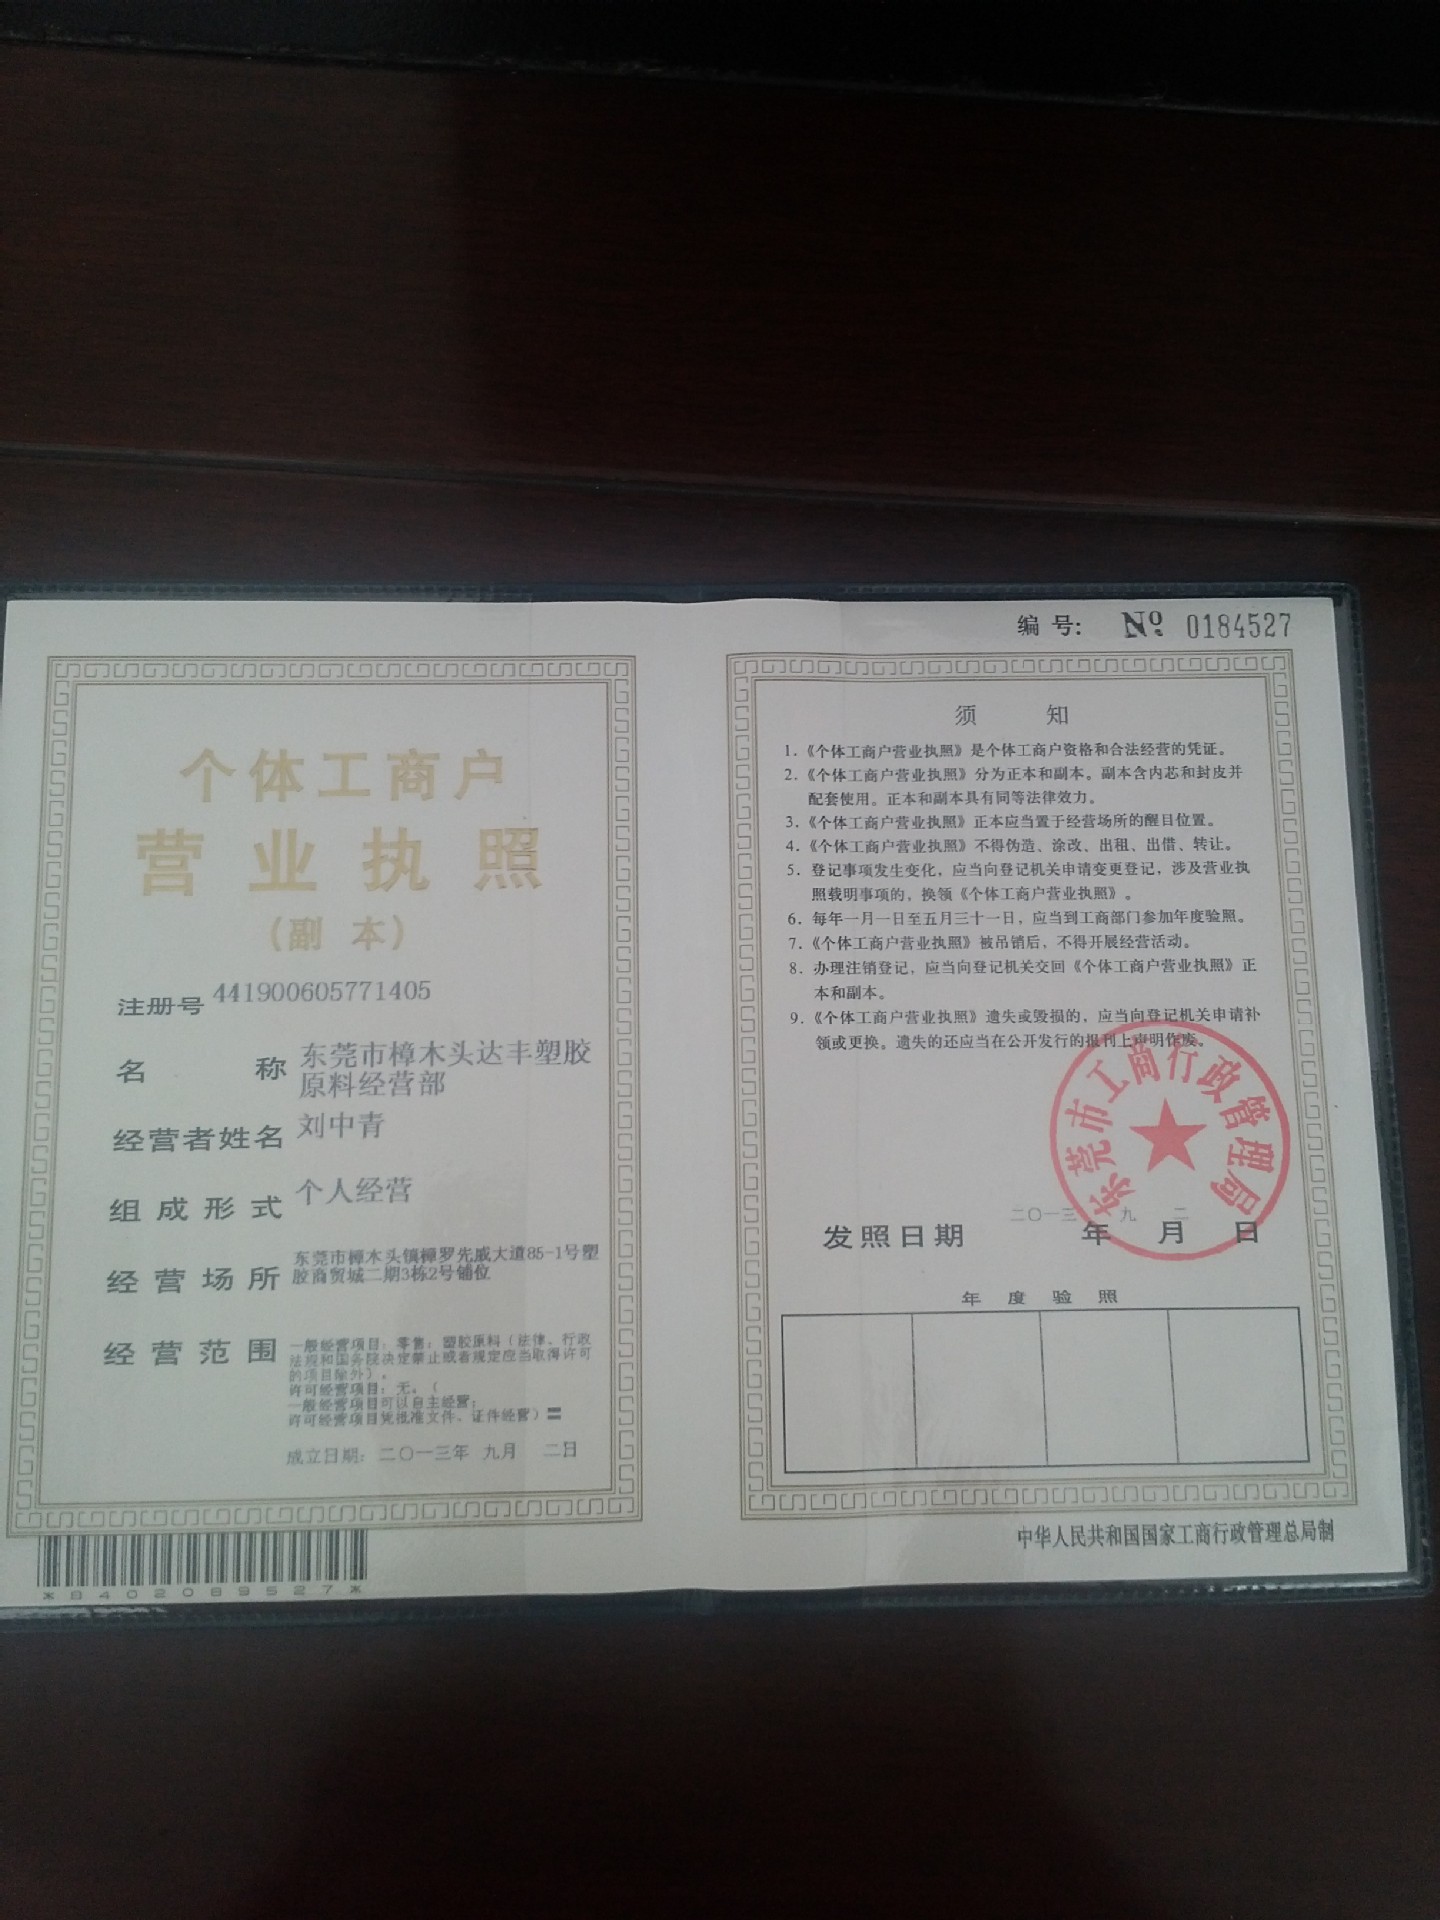 个体工商户
营业执照
（副 本）
注册号 441900605771405
名 称 东莞市樟木头达丰塑胶
原料经营部
经营者姓名 刘中青
组成形式 个人经营
经营场所 东莞市樟木头镇樟罗先威大道85-1号塑
胶商贸城二期3栋2号铺位
经营范围 一般经营项目：零售：塑胶原料（法律、行政
法规和国务院决定禁止或者规定应当取得许可
的项目除外）。
许可经营项目：无。（
一般经营项目可以自主经营；
许可经营项目凭批准文件、证件经营）〓
成立日期：二〇一三年 九月 二日
*B402089527*
编 号： № 0184527
须 知
1．《个体工商户营业执照》是个体工商户资格和合法经营的凭证。
2．《个体工商户营业执照》分为正本和副本。副本含内芯和封皮并
配套使用。正本和副本具有同等法律效力。
3．《个体工商户营业执照》正本应当置于经营场所的醒目位置。
4．《个体工商户营业执照》不得伪造、涂改、出租、出借、转让。
5．登记事项发生变化，应当向登记机关申请变更登记，涉及营业执
照载明事项的，换领《个体工商户营业执照》。
6．每年一月一日至五月三十一日，应当到工商部门参加年度验照。
7．《个体工商户营业执照》被吊销后，不得开展经营活动。
8．办理注销登记，应当向登记机关交回《个体工商户营业执照》正
本和副本。
9．《个体工商户营业执照》遗失或毁损的，应当向登记机关申请补
领或更换。遗失的还应当在公开发行的报刊上声明作废。
东莞市工商行政管理局
发照日期 二〇一三年 九月 二日
年 度 验 照
中华人民共和国国家工商行政管理总局制